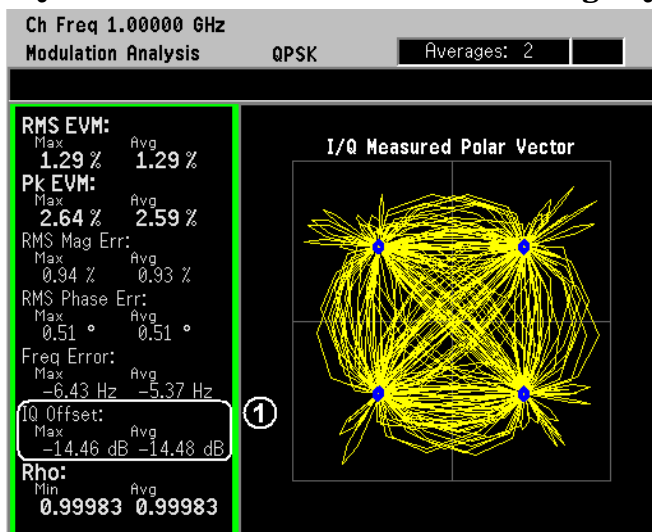 Ch Freq 1.00000 GHz
Modulation Analysis QPSK Averages: 2
RMS EVM:
Max Avg
1.29 % 1.29 %
Pk EVM:
Max Avg
2.64 % 2.59 %
RMS Mag Err:
Max Avg
0.94 % 0.93 %
RMS Phase Err:
Max Avg
0.51 ° 0.51 °
Freq Error:
Max Avg
-6.43 Hz -5.37 Hz
IQ Offset:
Max Avg
-14.46 dB -14.48 dB
Rho:
Min Avg
0.99983 0.99983
I/Q Measured Polar Vector
1